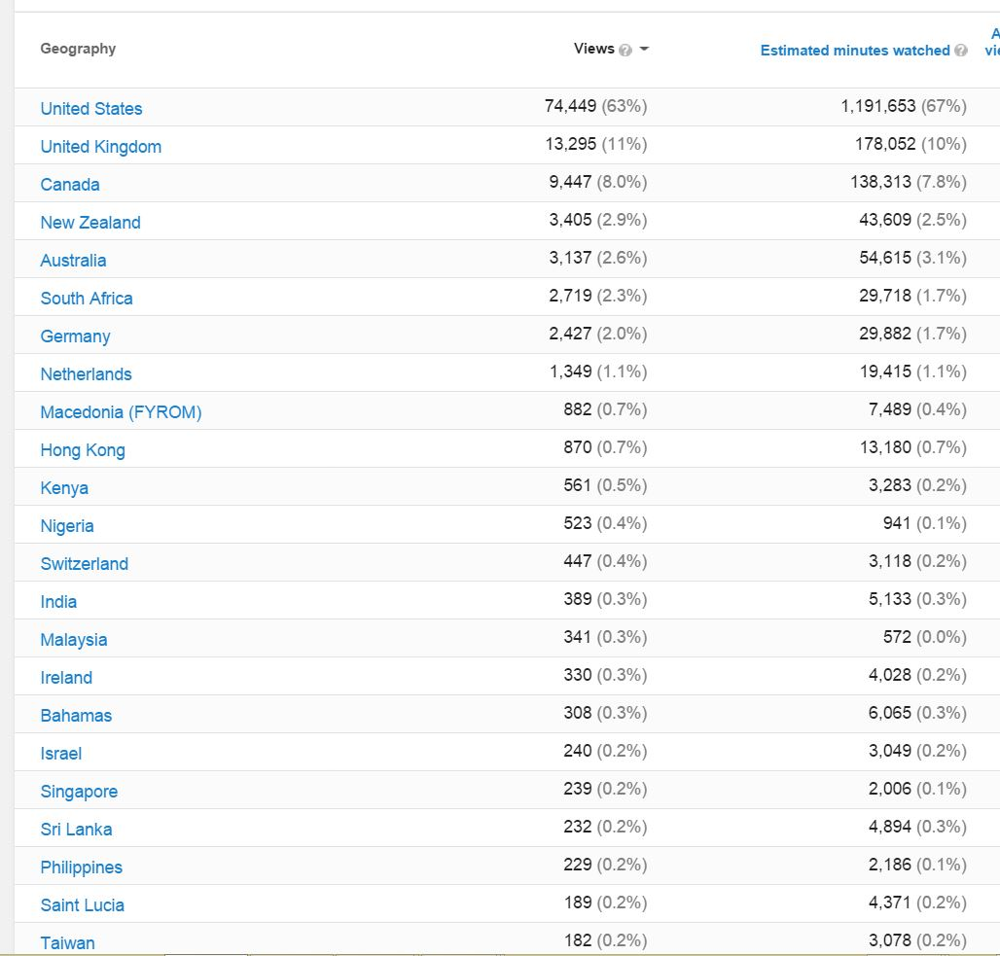 Geography Views ? Estimated minutes watched ? A
vie
United States 74,449 (63%) 1,191,653 (67%)
United Kingdom 13,295 (11%) 178,052 (10%)
Canada 9,447 (8.0%) 138,313 (7.8%)
New Zealand 3,405 (2.9%) 43,609 (2.5%)
Australia 3,137 (2.6%) 54,615 (3.1%)
South Africa 2,719 (2.3%) 29,718 (1.7%)
Germany 2,427 (2.0%) 29,882 (1.7%)
Netherlands 1,349 (1.1%) 19,415 (1.1%)
Macedonia (FYROM) 882 (0.7%) 7,489 (0.4%)
Hong Kong 870 (0.7%) 13,180 (0.7%)
Kenya 561 (0.5%) 3,283 (0.2%)
Nigeria 523 (0.4%) 941 (0.1%)
Switzerland 447 (0.4%) 3,118 (0.2%)
India 389 (0.3%) 5,133 (0.3%)
Malaysia 341 (0.3%) 572 (0.0%)
Ireland 330 (0.3%) 4,028 (0.2%)
Bahamas 308 (0.3%) 6,065 (0.3%)
Israel 240 (0.2%) 3,049 (0.2%)
Singapore 239 (0.2%) 2,006 (0.1%)
Sri Lanka 232 (0.2%) 4,894 (0.3%)
Philippines 229 (0.2%) 2,186 (0.1%)
Saint Lucia 189 (0.2%) 4,371 (0.2%)
Taiwan 182 (0.2%) 3,078 (0.2%)